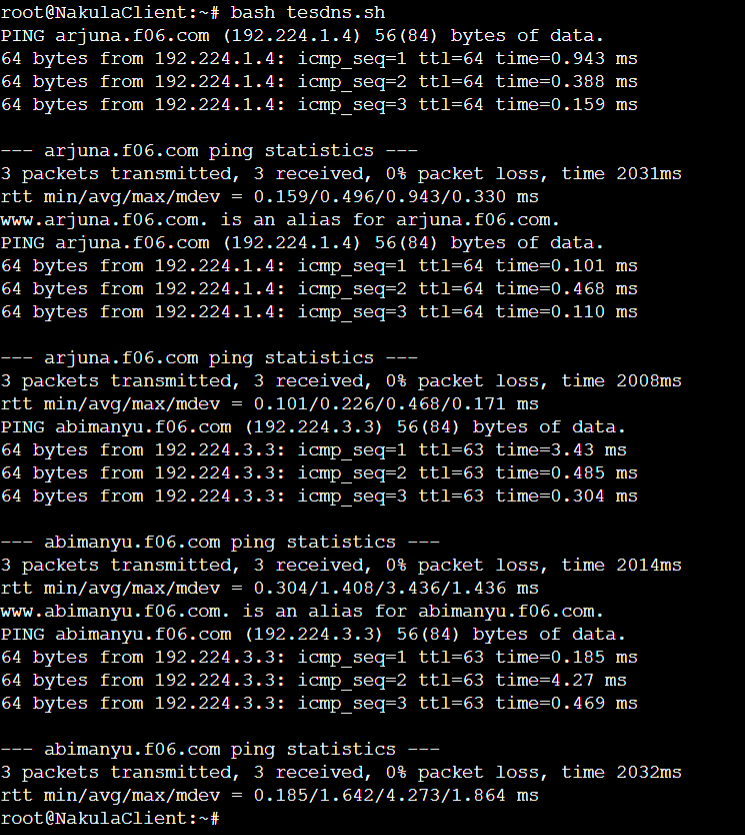 root@NakulaClient:~# bash tesdns.sh
PING arjuna.f06.com (192.224.1.4) 56(84) bytes of data.
64 bytes from 192.224.1.4: icmp_seq=1 ttl=64 time=0.943 ms
64 bytes from 192.224.1.4: icmp_seq=2 ttl=64 time=0.388 ms
64 bytes from 192.224.1.4: icmp_seq=3 ttl=64 time=0.159 ms

--- arjuna.f06.com ping statistics ---
3 packets transmitted, 3 received, 0% packet loss, time 2031ms
rtt min/avg/max/mdev = 0.159/0.496/0.943/0.330 ms
www.arjuna.f06.com. is an alias for arjuna.f06.com.
PING arjuna.f06.com (192.224.1.4) 56(84) bytes of data.
64 bytes from 192.224.1.4: icmp_seq=1 ttl=64 time=0.101 ms
64 bytes from 192.224.1.4: icmp_seq=2 ttl=64 time=0.468 ms
64 bytes from 192.224.1.4: icmp_seq=3 ttl=64 time=0.110 ms

--- arjuna.f06.com ping statistics ---
3 packets transmitted, 3 received, 0% packet loss, time 2008ms
rtt min/avg/max/mdev = 0.101/0.226/0.468/0.171 ms
PING abimanyu.f06.com (192.224.3.3) 56(84) bytes of data.
64 bytes from 192.224.3.3: icmp_seq=1 ttl=63 time=3.43 ms
64 bytes from 192.224.3.3: icmp_seq=2 ttl=63 time=0.485 ms
64 bytes from 192.224.3.3: icmp_seq=3 ttl=63 time=0.304 ms

--- abimanyu.f06.com ping statistics ---
3 packets transmitted, 3 received, 0% packet loss, time 2014ms
rtt min/avg/max/mdev = 0.304/1.408/3.436/1.436 ms
www.abimanyu.f06.com. is an alias for abimanyu.f06.com.
PING abimanyu.f06.com (192.224.3.3) 56(84) bytes of data.
64 bytes from 192.224.3.3: icmp_seq=1 ttl=63 time=0.185 ms
64 bytes from 192.224.3.3: icmp_seq=2 ttl=63 time=4.27 ms
64 bytes from 192.224.3.3: icmp_seq=3 ttl=63 time=0.469 ms

--- abimanyu.f06.com ping statistics ---
3 packets transmitted, 3 received, 0% packet loss, time 2032ms
rtt min/avg/max/mdev = 0.185/1.642/4.273/1.864 ms
root@NakulaClient:~#